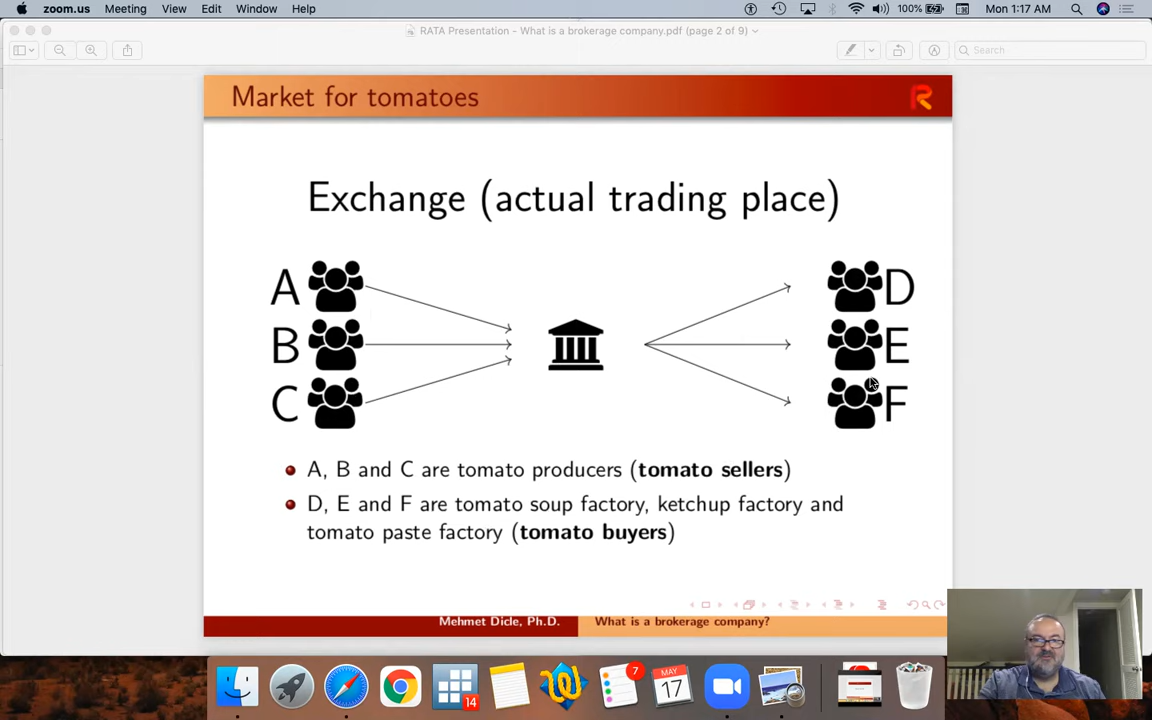 zoom.us Meeting View Edit Window Help 100% Mon 1:17 AM
RATA Presentation - What is a brokerage company.pdf (page 2 of 9)
Search
Market for tomatoes
R
Exchange (actual trading place)
A D
B E
C F
A, B and C are tomato producers (tomato sellers)
D, E and F are tomato soup factory, ketchup factory and
tomato paste factory (tomato buyers)
Mehmet Dicle, Ph.D. What is a brokerage company?
14 7 MAY
17